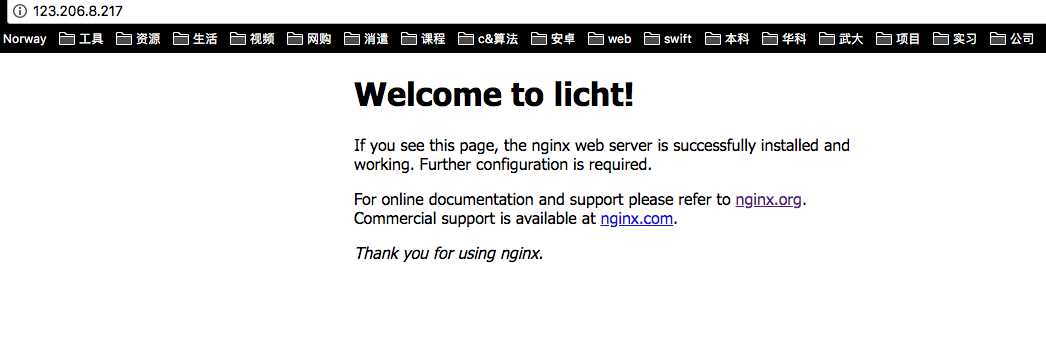 123.206.8.217
Norway 工具 资源 生活 视频 网购 消遣 课程 c&算法 安卓 web swift 本科 华科 武大 项目 实习 公司
Welcome to licht!
If you see this page, the nginx web server is successfully installed and
working. Further configuration is required.
For online documentation and support please refer to nginx.org.
Commercial support is available at nginx.com.
Thank you for using nginx.